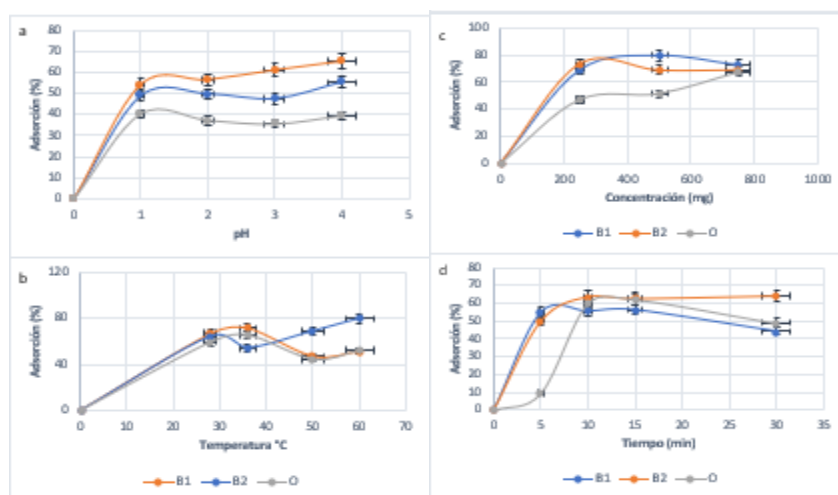 a
80
70
60
50
40
30
20
10
0
Adsorción (%)
0 1 2 3 4 5
pH
b
120
80
40
0
Adsorción (%)
0 10 20 30 40 50 60 70
Temperatura °C
B1 B2 O
c
100
80
60
40
20
0
Adsorción (%)
0 200 400 600 800 1000
Concentración (mg)
B1 B2 O
d
80
70
60
50
40
30
20
10
0
Adsorción (%)
0 5 10 15 20 25 30 35
Tiempo (min)
B1 B2 O